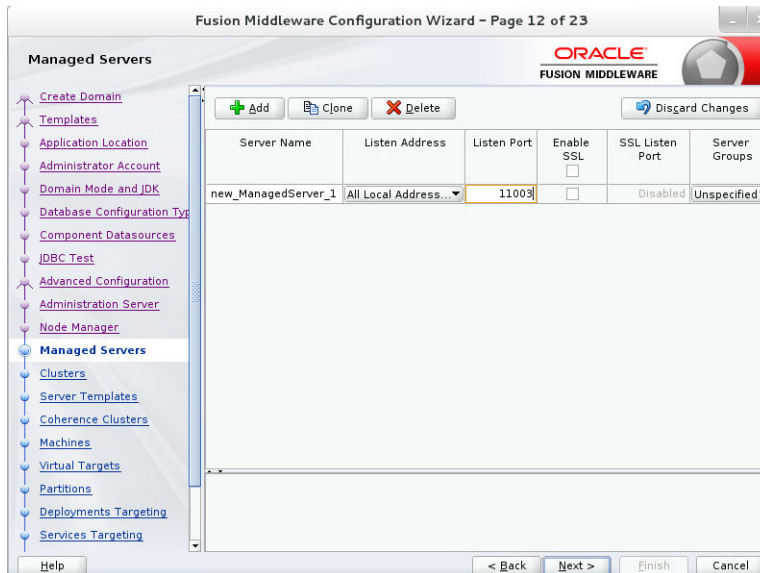 Fusion Middleware Configuration Wizard – Page 12 of 23
Managed Servers
ORACLE
FUSION MIDDLEWARE
Create Domain
Templates
Application Location
Administrator Account
Domain Mode and JDK
Database Configuration Typ
Component Datasources
JDBC Test
Advanced Configuration
Administration Server
Node Manager
Managed Servers
Clusters
Server Templates
Coherence Clusters
Machines
Virtual Targets
Partitions
Deployments Targeting
Services Targeting
Add Clone Delete Discard Changes
Server Name Listen Address Listen Port Enable SSL SSL Listen Port Server Groups
new_ManagedServer_1 All Local Address... 11003 Disabled Unspecified
Help < Back Next > Finish Cancel